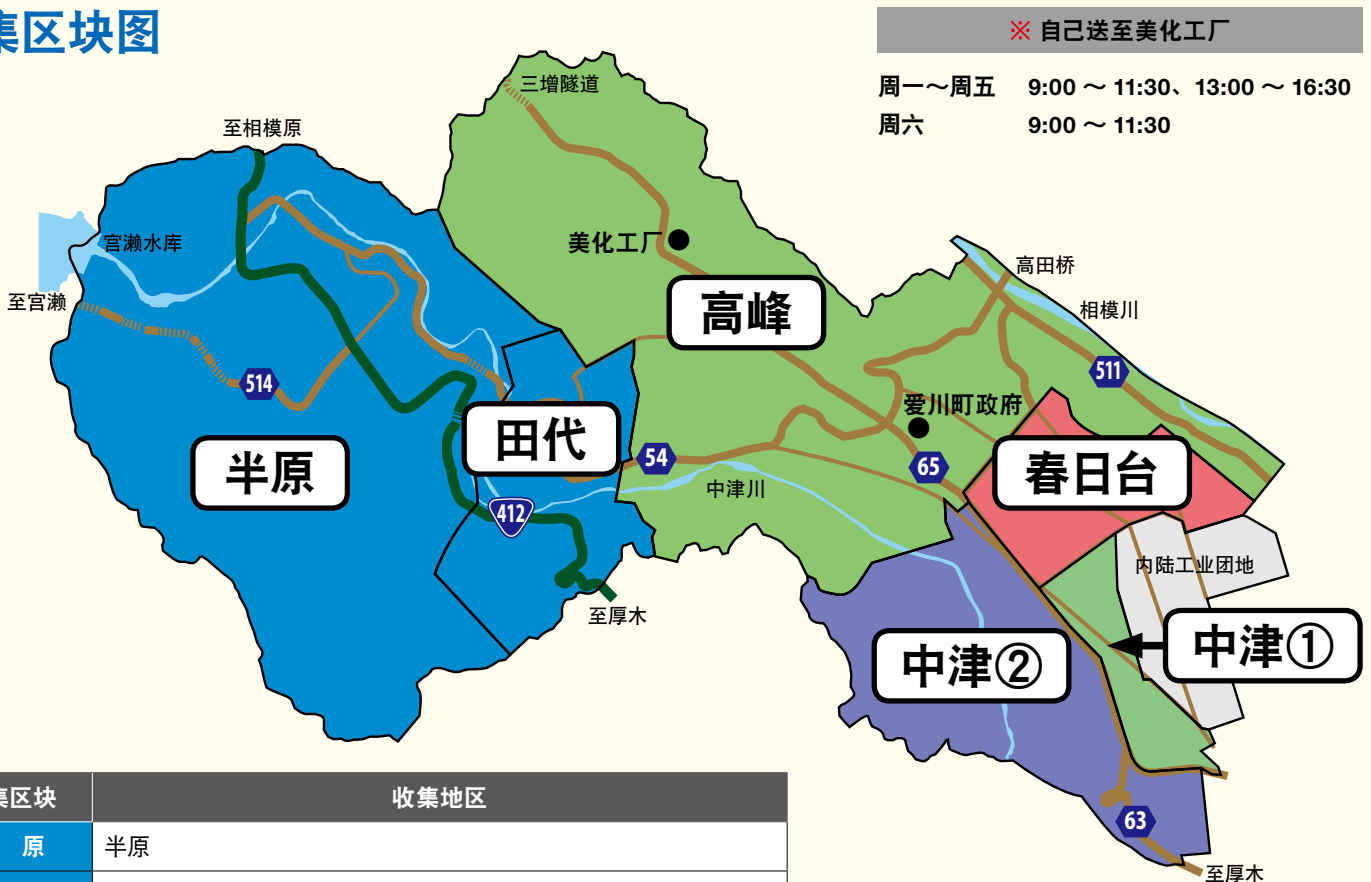 集区块图
※ 自己送至美化工厂
周一～周五 9:00 ～ 11:30、13:00 ～ 16:30
周六 9:00 ～ 11:30
三增隧道
至相模原
宫濑水库
美化工厂
高田桥
至宫濑
高峰
相模川
514
511
爱川町政府
田代
半原
54
65
春日台
中津川
412
内陆工业团地
至厚木
中津①
中津②
63
至厚木
集区块 收集地区
原 半原